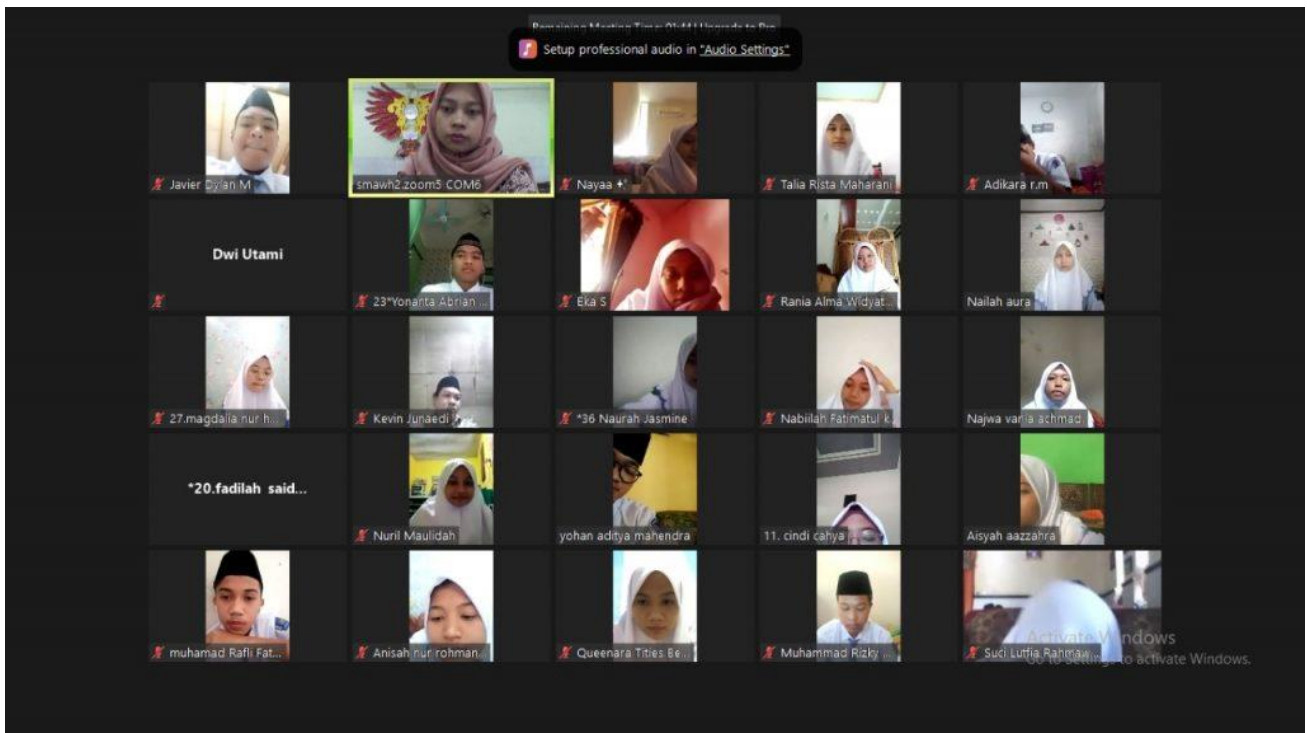 Remaining Meeting Time: 01:44 | Upgrade to Pro
Setup professional audio in "Audio Settings"
Javier Dylan M
smawh2.zoom5 COM6
Nayaa
Talia Rista Maharani
Adikara r.m
Dwi Utami
23*Yonanta Abrian ...
Eka S
Rania Alma Widyat...
Nailah aura
27.magdalia nur h...
Kevin Junaedi
*36 Naurah Jasmine
Nabiilah Fatimatul k...
Najwa vania achmad
*20.fadilah said...
Nuril Maulidah
yohan aditya mahendra
11. cindi cahya
Aisyah aazzahra
muhamad Rafli Fat...
Anisah nur rohman...
Queenara Tities Be...
Muhammad Rizky ...
Suci Lutfia Rahmaw...
Activate Windows
Go to Settings to activate Windows.